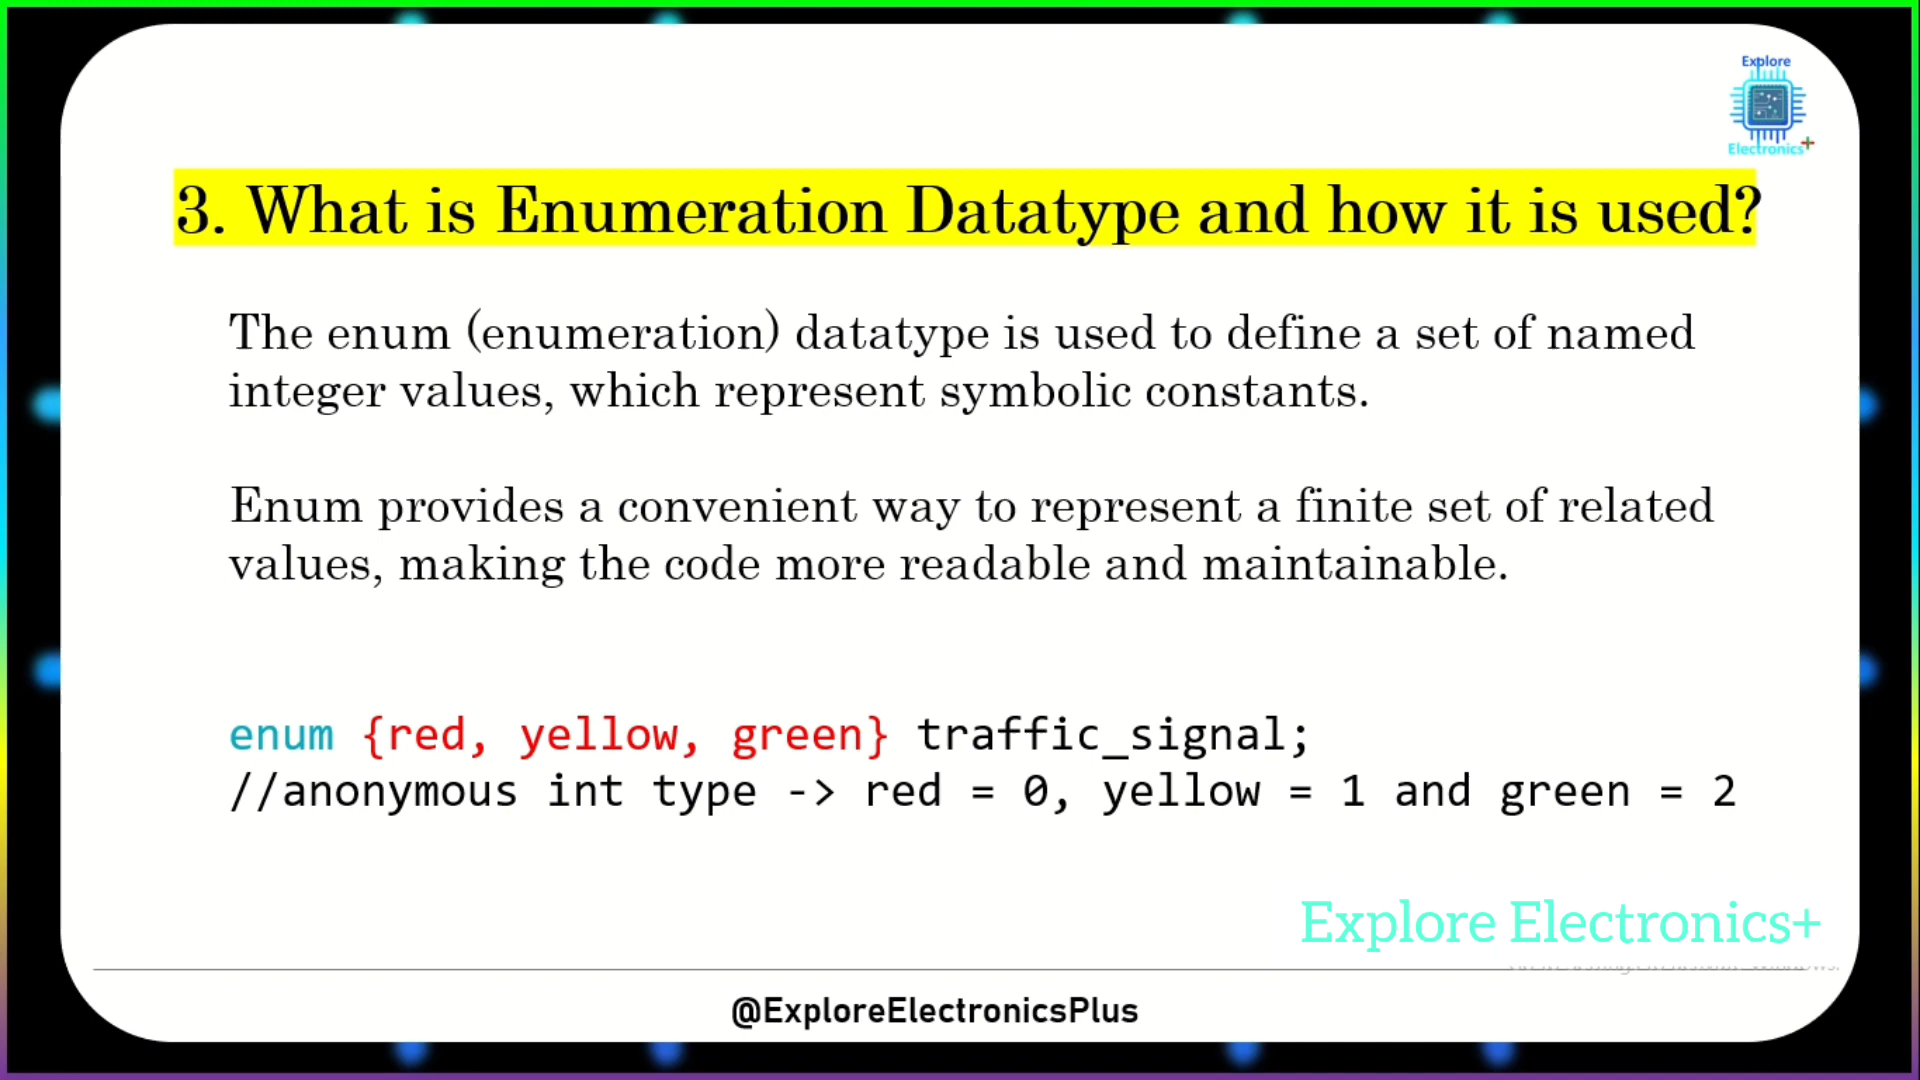 Explore
Electronics+
3. What is Enumeration Datatype and how it is used?
The enum (enumeration) datatype is used to define a set of named
integer values, which represent symbolic constants.
Enum provides a convenient way to represent a finite set of related
values, making the code more readable and maintainable.
enum {red, yellow, green} traffic_signal;
//anonymous int type -> red = 0, yellow = 1 and green = 2
Explore Electronics+
@ExploreElectronicsPlus